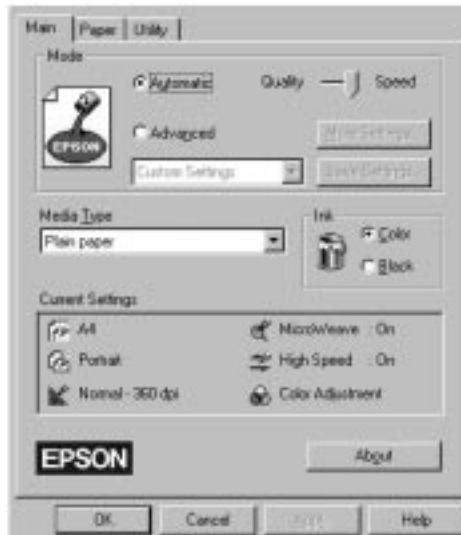 Main Paper Utility
Mode
EPSON
Automatic
Quality Speed
Advanced
More Settings...
Custom Settings
Save Settings...
Media Type
Plain paper
Ink
Color
Black
Current Settings
A4
MicroWeave : On
Portrait
High Speed : On
Normal - 360 dpi
Color Adjustment
EPSON
About
OK Cancel Help